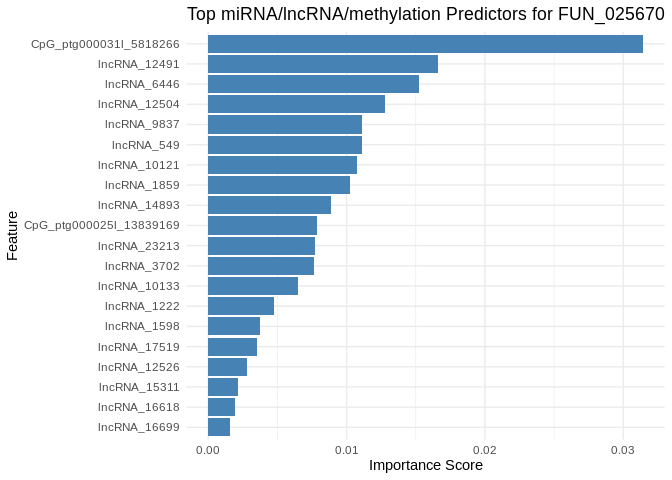 Top miRNA/lncRNA/methylation Predictors for FUN_025670
CpG_ptg000031l_5818266
lncRNA_12491
lncRNA_6446
lncRNA_12504
lncRNA_9837
lncRNA_549
lncRNA_10121
lncRNA_1859
lncRNA_14893
CpG_ptg000025l_13839169
lncRNA_23213
lncRNA_3702
lncRNA_10133
lncRNA_1222
lncRNA_1598
lncRNA_17519
lncRNA_12526
lncRNA_15311
lncRNA_16618
lncRNA_16699
Feature
0.00 0.01 0.02 0.03
Importance Score